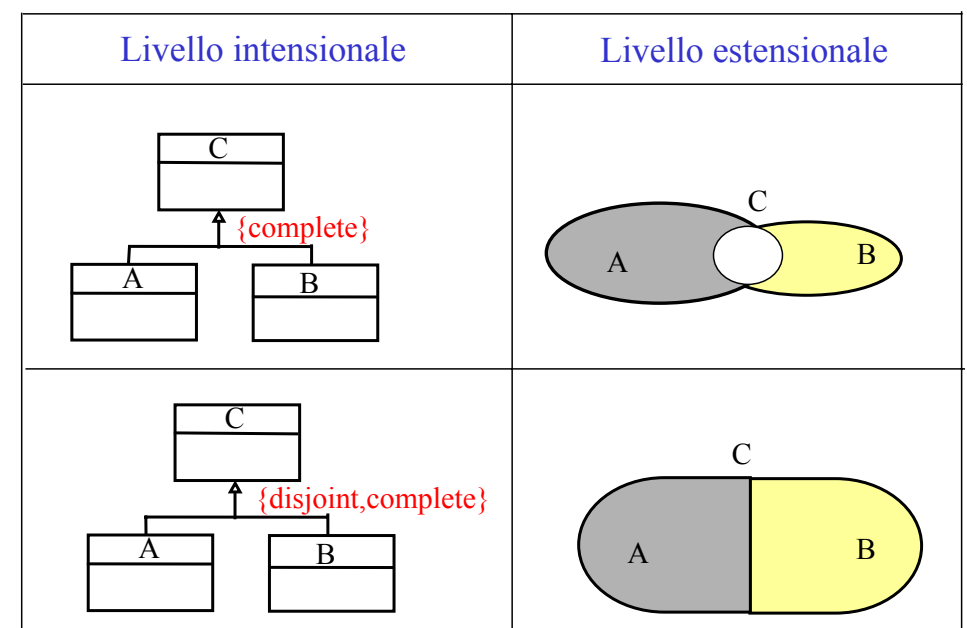 Livello intensionale
Livello estensionale
C
{complete}
A
B
C
A
B
C
{disjoint,complete}
A
B
C
A
B